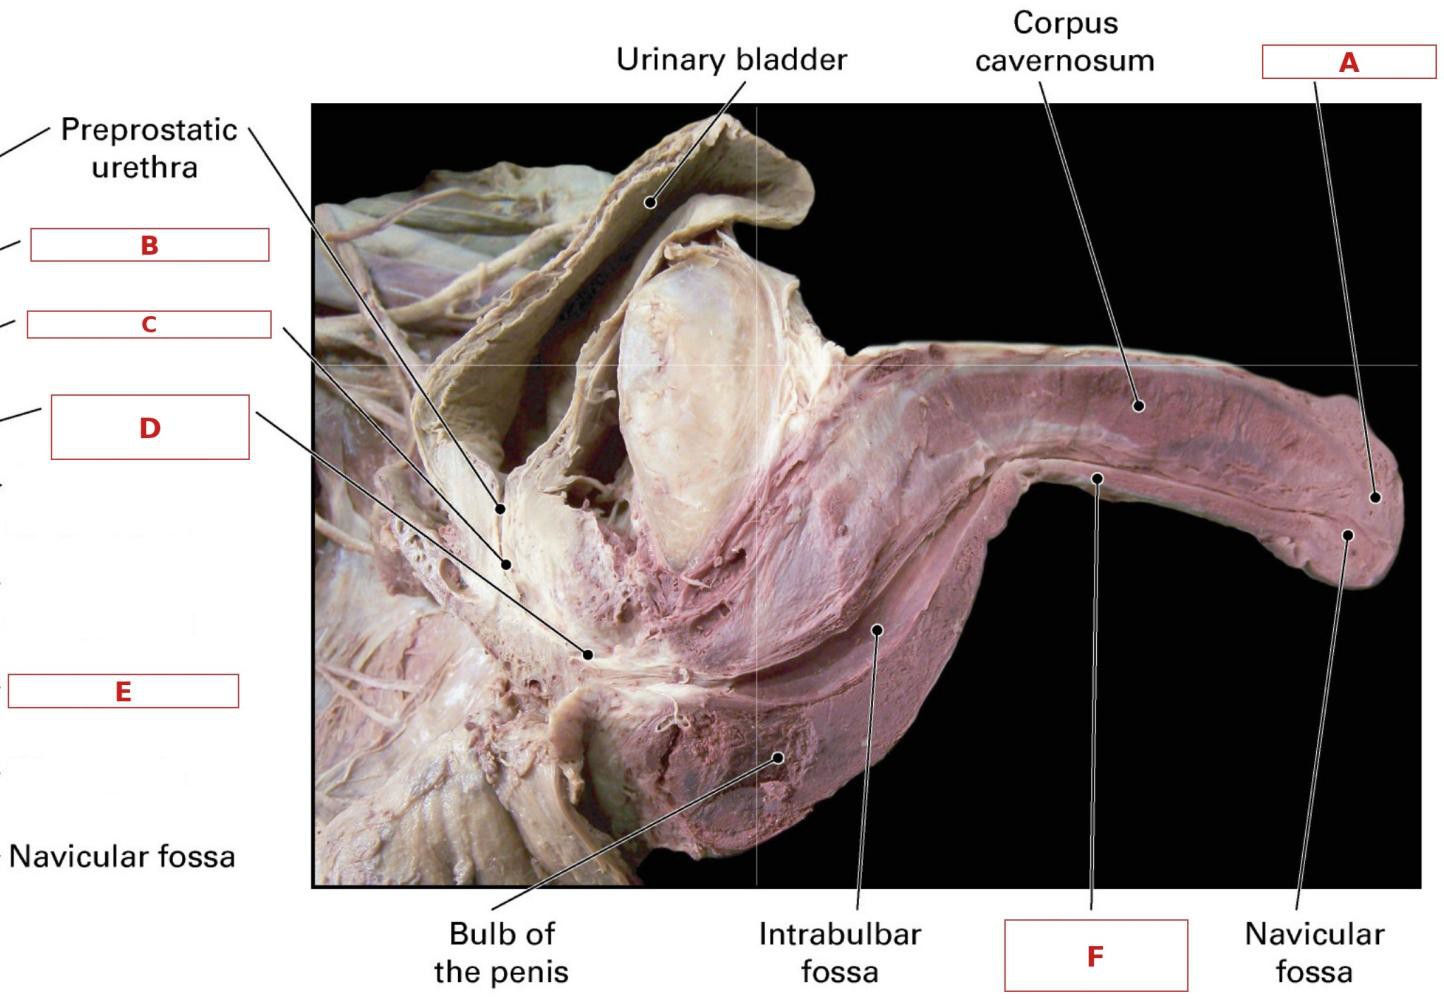 Corpus
cavernosum
Urinary bladder
A
Preprostatic
urethra
B
C
D
E
Navicular fossa
Bulb of
the penis
Intrabulbar
fossa
F
Navicular
fossa